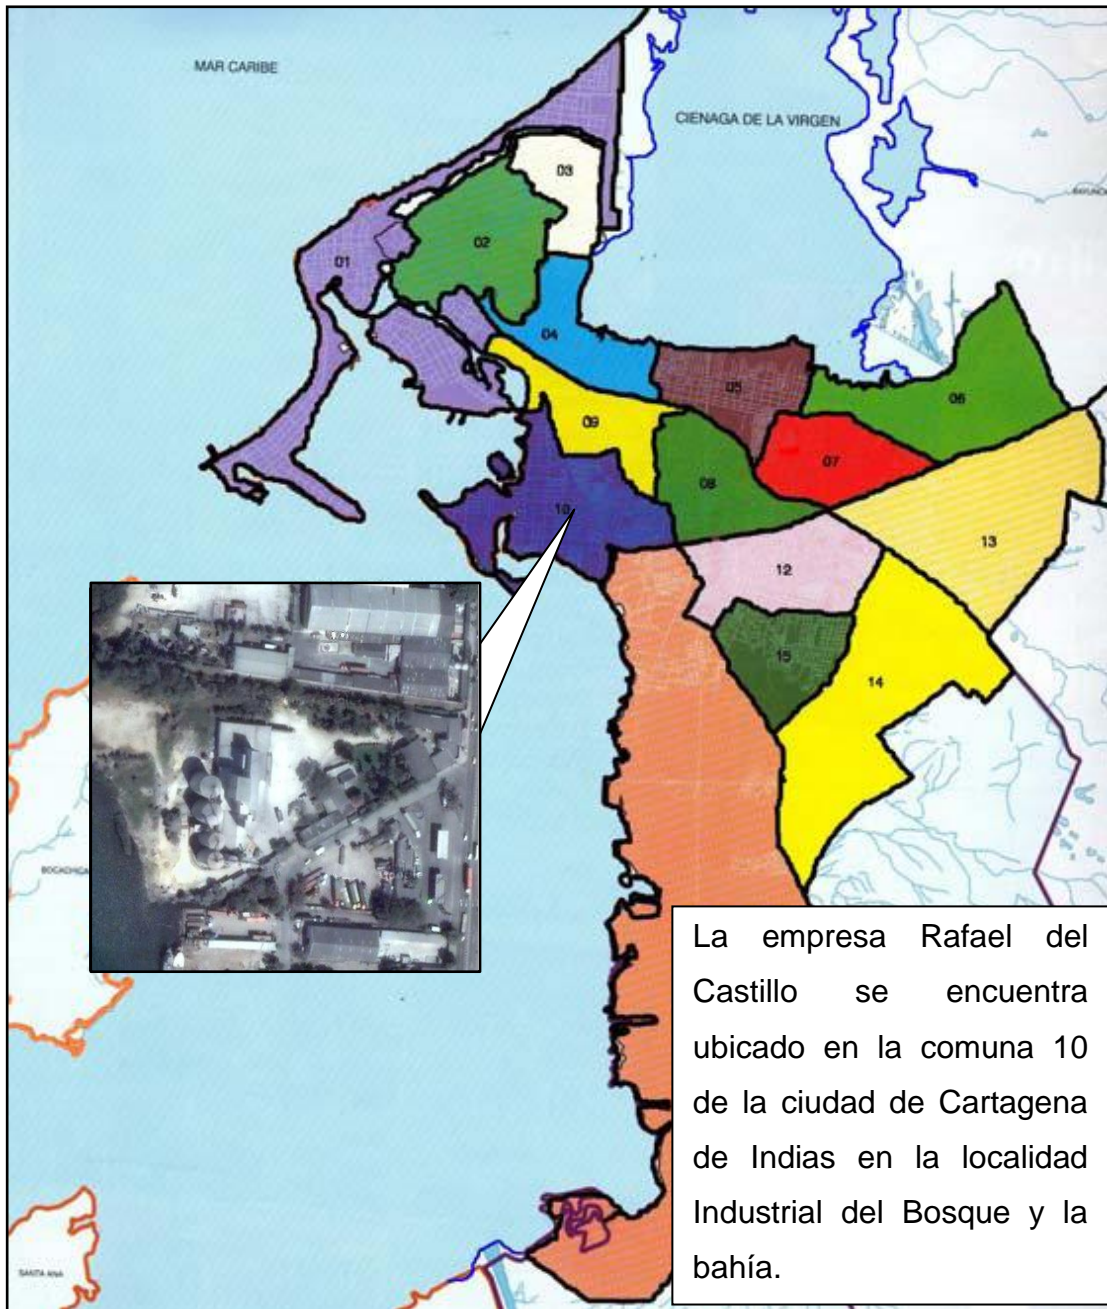 MAR CARIBE
CIENAGA DE LA VIRGEN
03
02
01
04
05
06
09
07
08
10
13
12
15
14
La empresa Rafael del
Castillo se encuentra
ubicado en la comuna 10
de la ciudad de Cartagena
de Indias en la localidad
Industrial del Bosque y la
bahía.
SANTA ANA